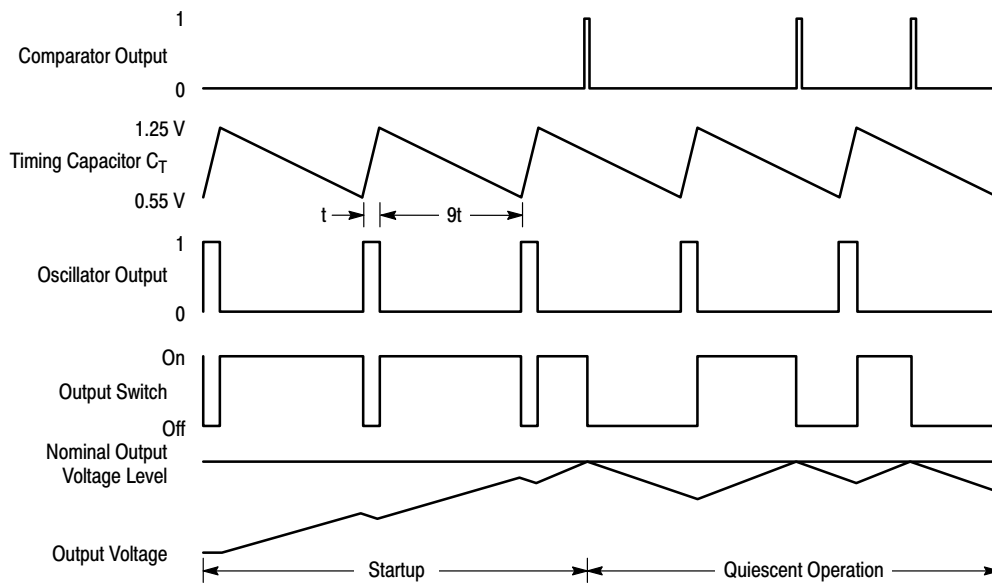 1
Comparator Output
0
1.25 V
Timing Capacitor CT
0.55 V
t
9t
1
Oscillator Output
0
On
Output Switch
Off
Nominal Output
Voltage Level
Output Voltage
Startup
Quiescent Operation